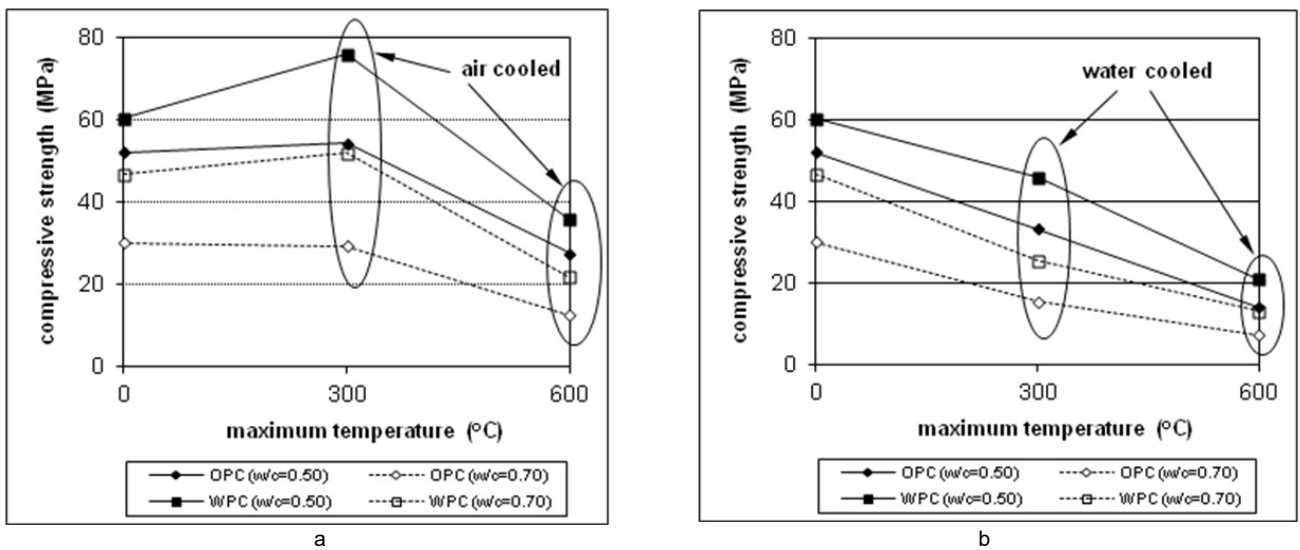 80
60
40
20
0
compressive strength (MPa)
air cooled
0 300 600
maximum temperature (°C)
OPC (w/c=0.50) OPC (w/c=0.70)
WPC (w/c=0.50) WPC (w/c=0.70)
a
80
60
40
20
0
compressive strength (MPa)
water cooled
0 300 600
maximum temperature (°C)
OPC (w/c=0.50) OPC (w/c=0.70)
WPC (w/c=0.50) WPC (w/c=0.70)
b